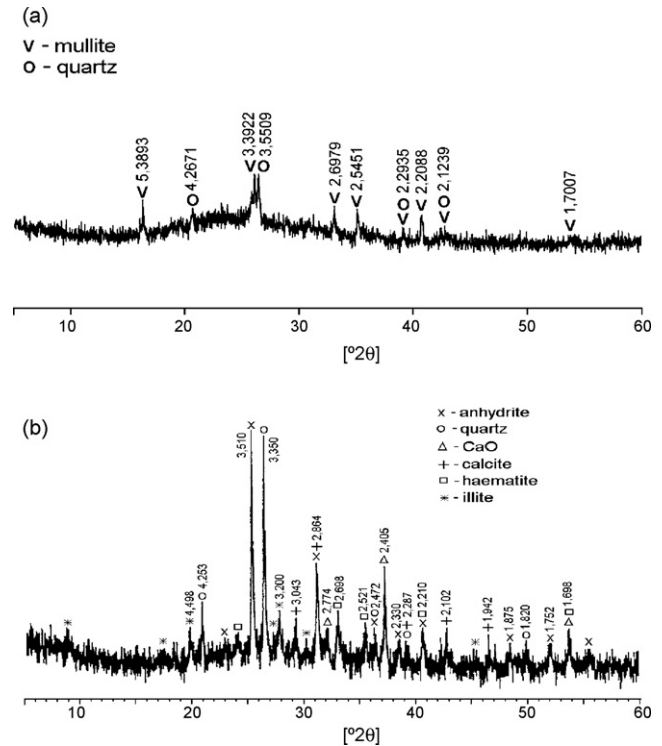 (a)
v - mullite
o - quartz
v 5,3893
o 4,2671
v 3,3922
o 3,5509
v 2,6979
v 2,5451
v o 2,2935
v 2,2088
v o 2,1239
v 1,7007
10 20 30 40 50 60
[º2θ]
(b)
x - anhydrite
o - quartz
△ - CaO
+ - calcite
□ - haematite
* - illite
*
*
* 4,498
o 4,253
x
□
3,510 x
o 3,350
*
* 3,200
+ 3,043
*
x + 2,864
△ 2,774
□ 2,698
□ 2,521
x o 2,472
△ 2,405
x 2,330
o + 2,287
x □ 2,210
+ 2,102
*
+ 1,942
x 1,875
o 1,820
x 1,752
△ □ 1,698
x
10 20 30 40 50 60
[º2θ]